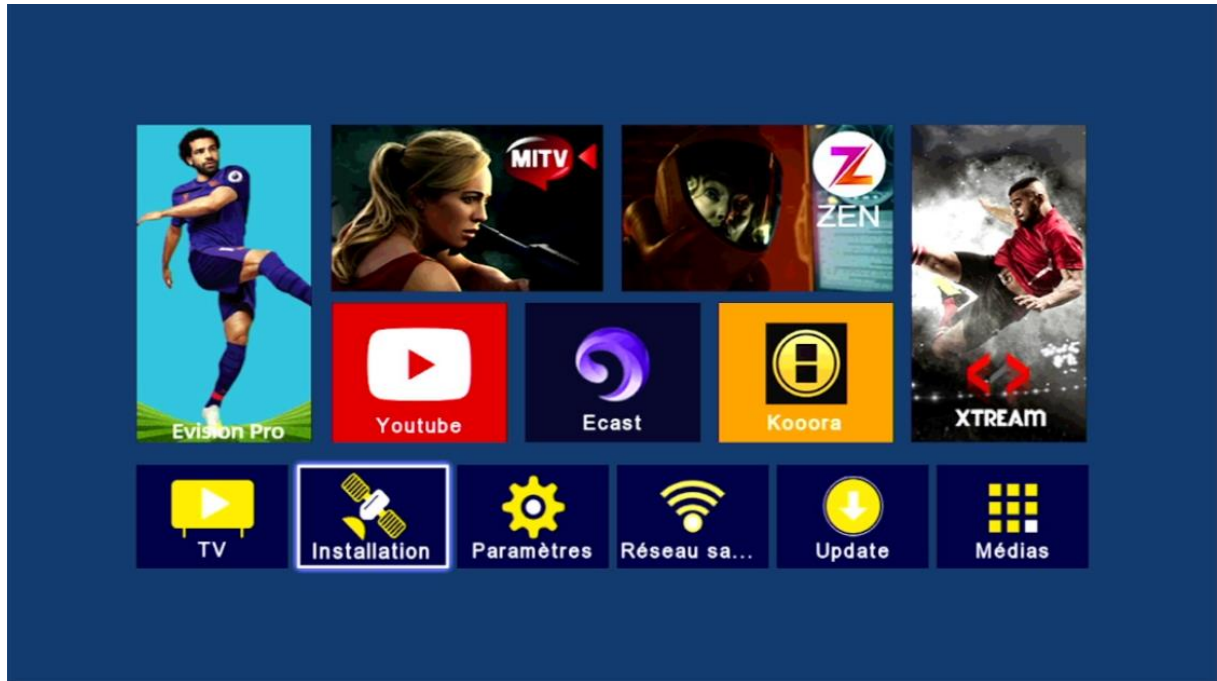 MITV
Z
ZEN
Evision Pro
Youtube
Ecast
Kooora
XTREAM
TV
Installation
Paramètres
Réseau sa...
Update
Médias